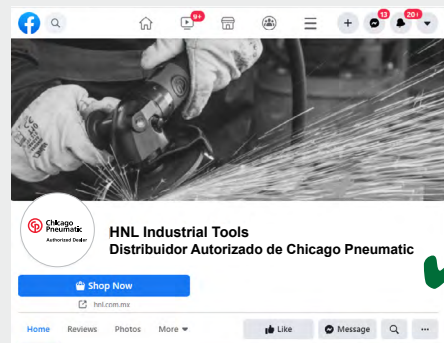 9+
13
20+
Chicago
Pneumatic
Authorized Dealer
HNL Industrial Tools
Distribuidor Autorizado de Chicago Pneumatic
Shop Now
hnl.com.mx
Home Reviews Photos More Like Message